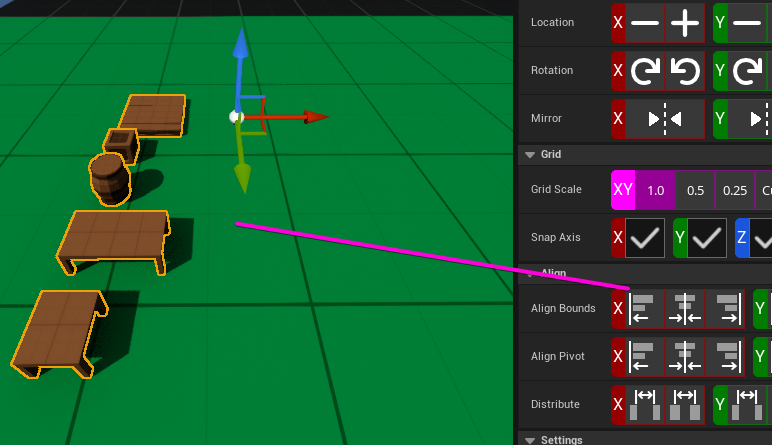 Location X Y
Rotation X Y
Mirror X Y
Grid
Grid Scale XY 1.0 0.5 0.25
Snap Axis X Y Z
Align
Align Bounds X Y
Align Pivot X Y
Distribute X Y
Settings